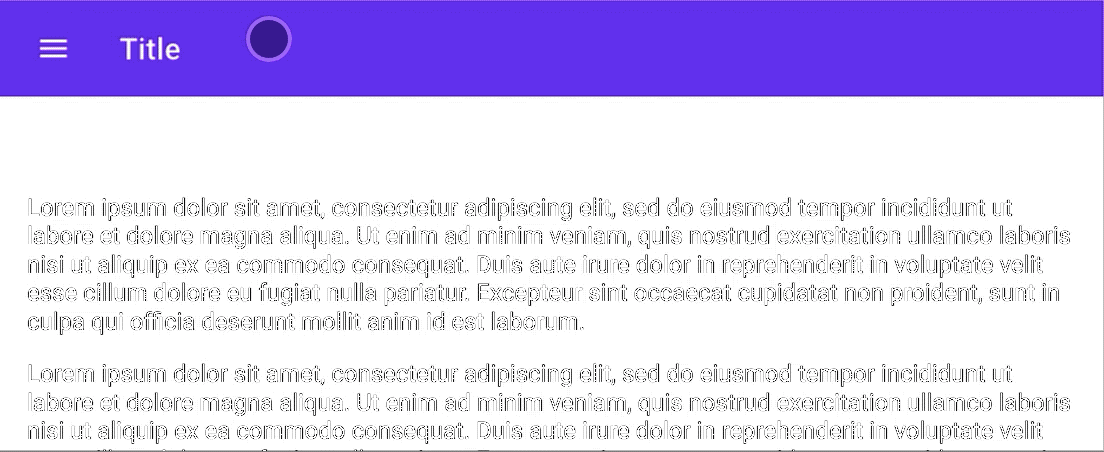 Title
Lorem ipsum dolor sit amet, consectetur adipiscing elit, sed do eiusmod tempor incididunt ut
labore et dolore magna aliqua. Ut enim ad minim veniam, quis nostrud exercitation ullamco laboris
nisi ut aliquip ex ea commodo consequat. Duis aute irure dolor in reprehenderit in voluptate velit
esse cillum dolore eu fugiat nulla pariatur. Excepteur sint occaecat cupidatat non proident, sunt in
culpa qui officia deserunt mollit anim id est laborum.
Lorem ipsum dolor sit amet, consectetur adipiscing elit, sed do eiusmod tempor incididunt ut
labore et dolore magna aliqua. Ut enim ad minim veniam, quis nostrud exercitation ullamco laboris
nisi ut aliquip ex ea commodo consequat. Duis aute irure dolor in reprehenderit in voluptate velit